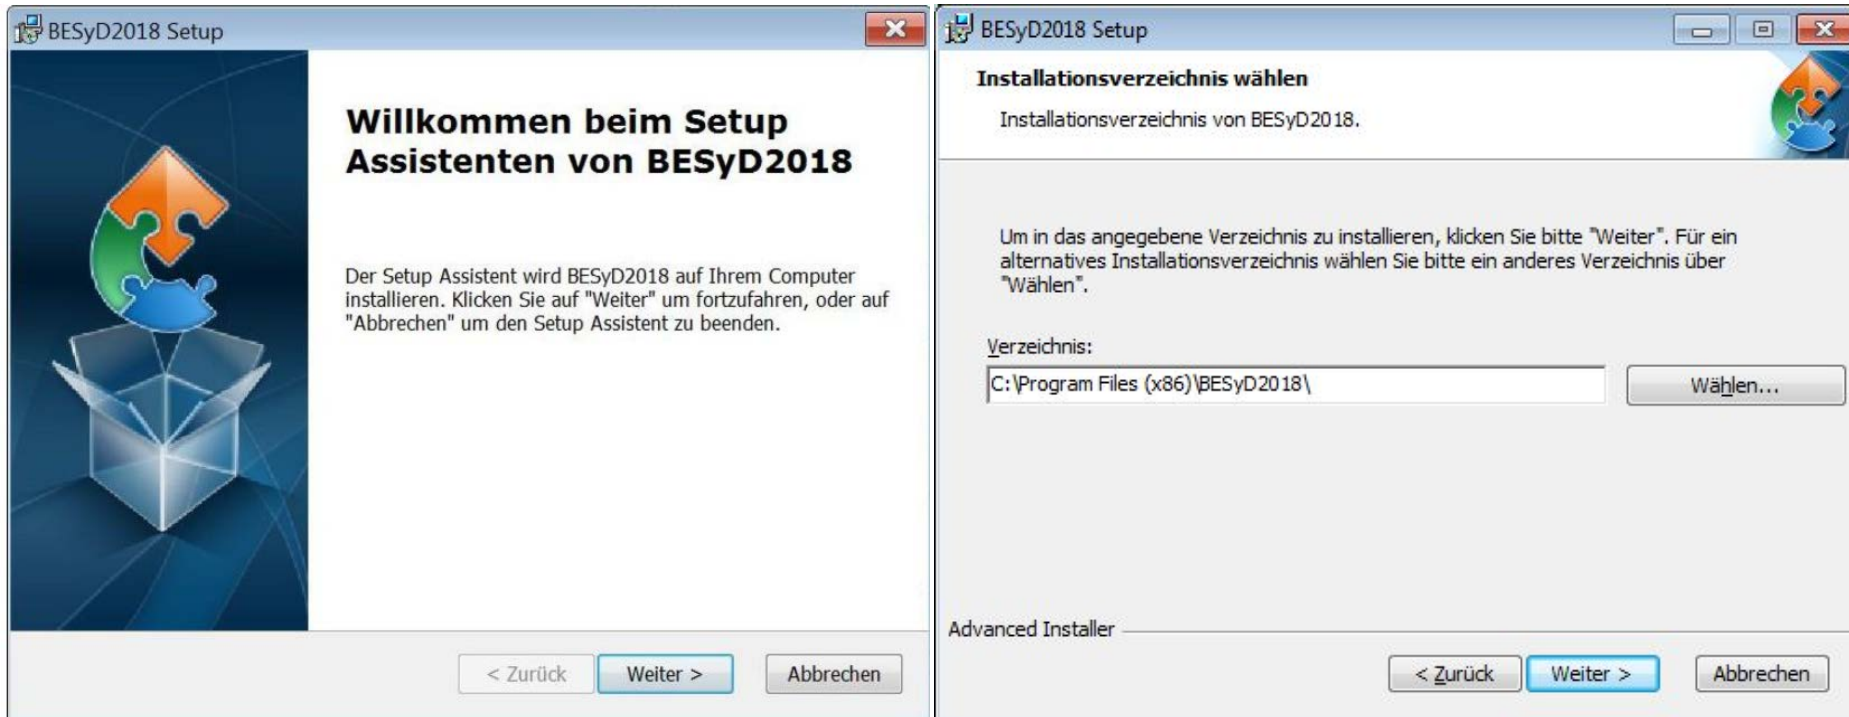 BESyD2018 Setup
Willkommen beim Setup
Assistenten von BESyD2018
Der Setup Assistent wird BESyD2018 auf Ihrem Computer
installieren. Klicken Sie auf "Weiter" um fortzufahren, oder auf
"Abbrechen" um den Setup Assistent zu beenden.
< Zurück
Weiter >
Abbrechen
BESyD2018 Setup
Installationsverzeichnis wählen
Installationsverzeichnis von BESyD2018.
Um in das angegebene Verzeichnis zu installieren, klicken Sie bitte "Weiter". Für ein
alternatives Installationsverzeichnis wählen Sie bitte ein anderes Verzeichnis über
"Wählen".
Verzeichnis:
C:\Program Files (x86)\BESyD2018\
Wählen...
Advanced Installer
< Zurück
Weiter >
Abbrechen